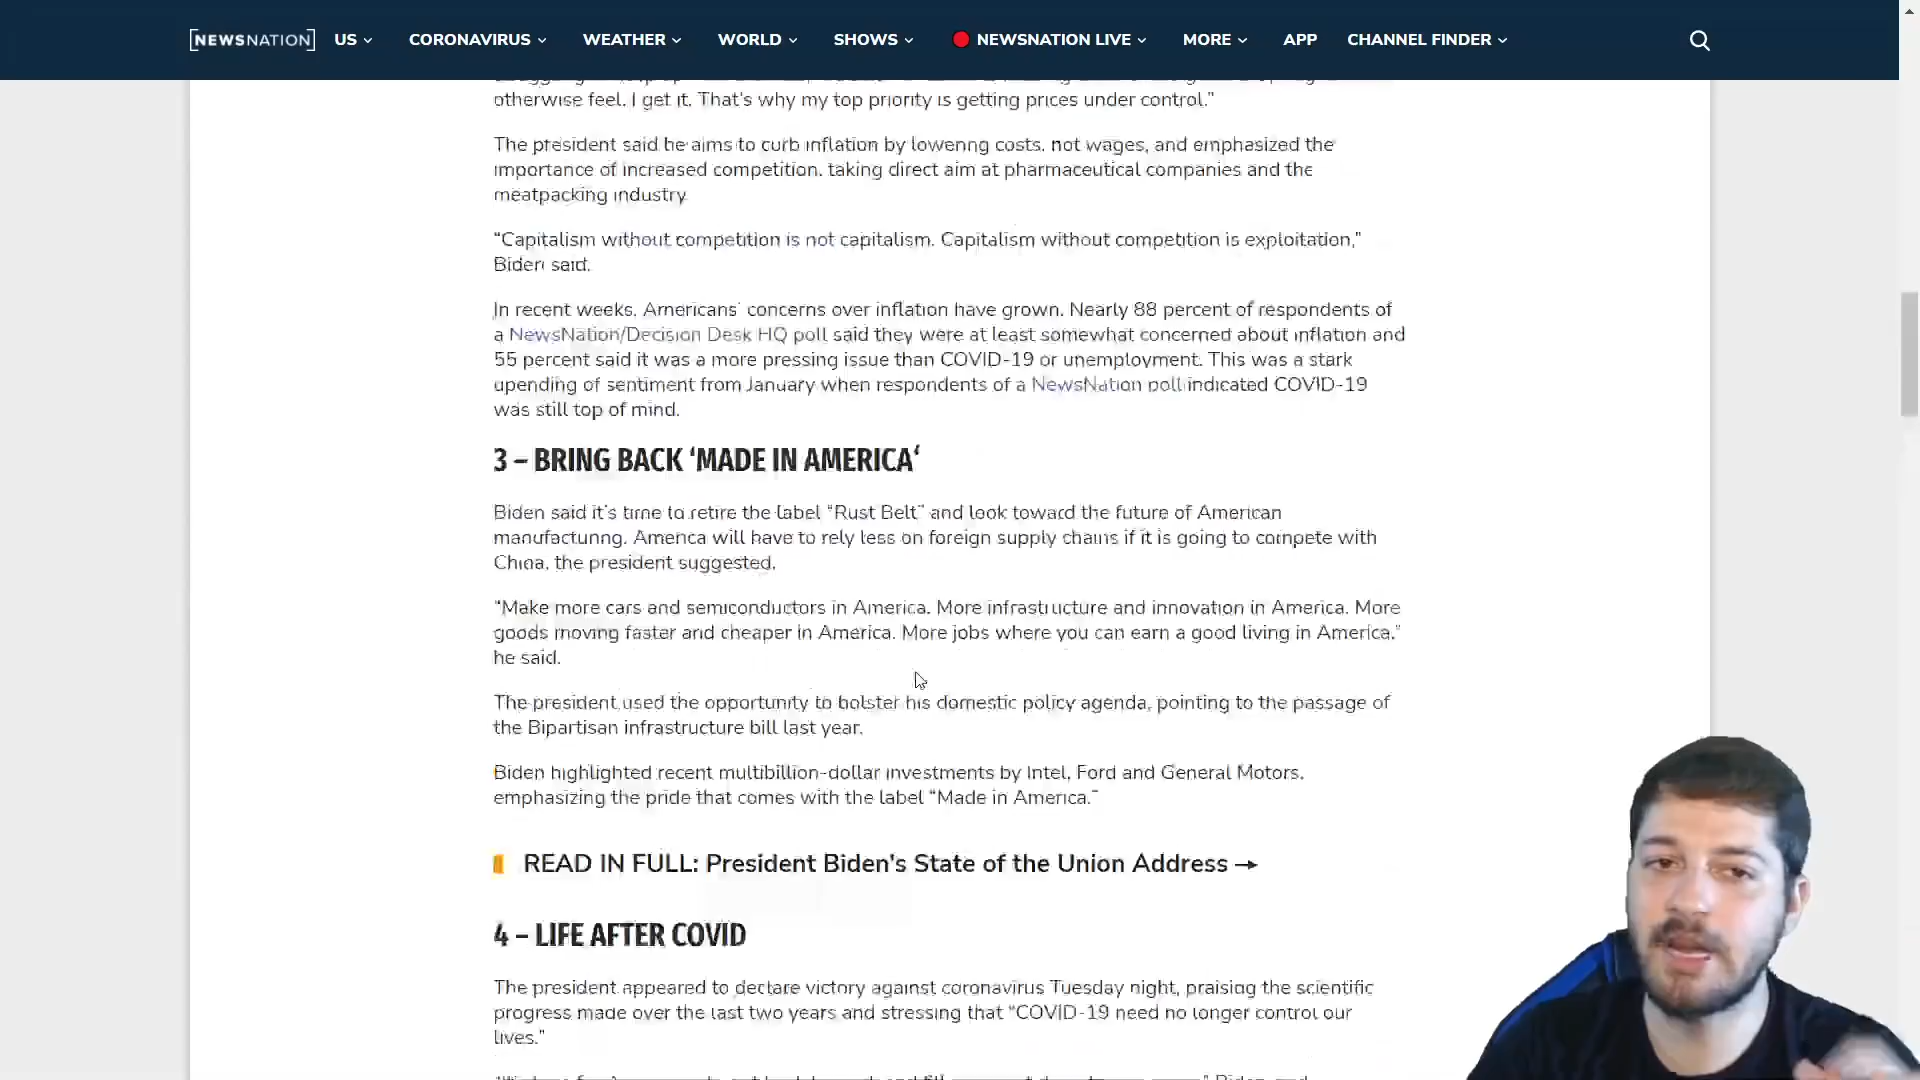 NEWSNATION US CORONAVIRUS WEATHER WORLD SHOWS NEWSNATION LIVE MORE APP CHANNEL FINDER
otherwise feel. I get it. That's why my top priority is getting prices under control.”
The president said he aims to curb inflation by lowering costs, not wages, and emphasized the
importance of increased competition, taking direct aim at pharmaceutical companies and the
meatpacking industry
“Capitalism without competition is not capitalism. Capitalism without competition is exploitation,”
Biden said.
In recent weeks, Americans' concerns over inflation have grown. Nearly 88 percent of respondents of
a NewsNation/Decision Desk HQ poll said they were at least somewhat concerned about inflation and
55 percent said it was a more pressing issue than COVID-19 or unemployment. This was a stark
upending of sentiment from January when respondents of a NewsNation poll indicated COVID-19
was still top of mind.
3 – BRING BACK ‘MADE IN AMERICA‘
Biden said it's time to retire the label “Rust Belt” and look toward the future of American
manufacturing. America will have to rely less on foreign supply chains if it is going to compete with
China, the president suggested.
“Make more cars and semiconductors in America. More infrastructure and innovation in America. More
goods moving faster and cheaper in America. More jobs where you can earn a good living in America,”
he said.
The president used the opportunity to bolster his domestic policy agenda, pointing to the passage of
the Bipartisan infrastructure bill last year.
Biden highlighted recent multibillion-dollar investments by Intel, Ford and General Motors,
emphasizing the pride that comes with the label “Made in America.”
READ IN FULL: President Biden's State of the Union Address →
4 – LIFE AFTER COVID
The president appeared to declare victory against coronavirus Tuesday night, praising the scientific
progress made over the last two years and stressing that “COVID-19 need no longer control our
lives.”